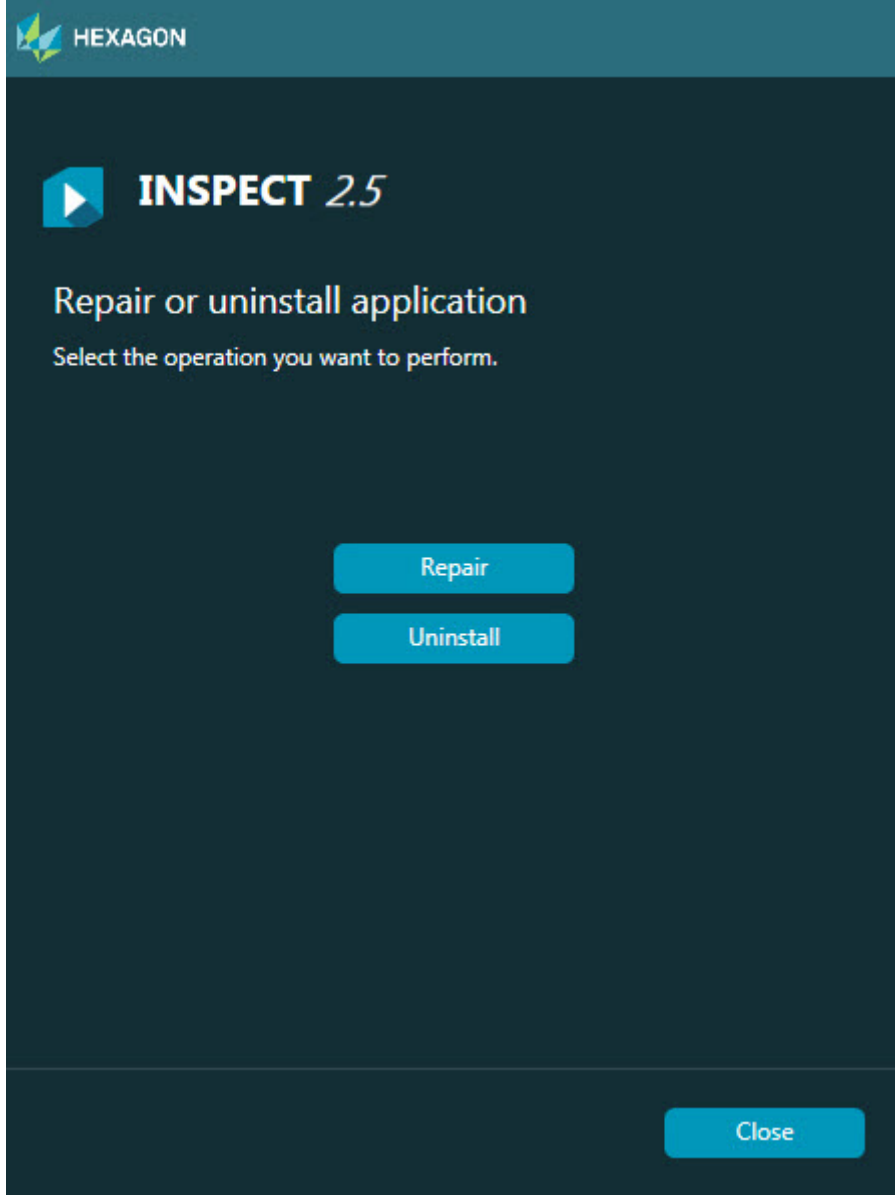 HEXAGON
INSPECT 2.5
Repair or uninstall application
Select the operation you want to perform.
Repair
Uninstall
Close